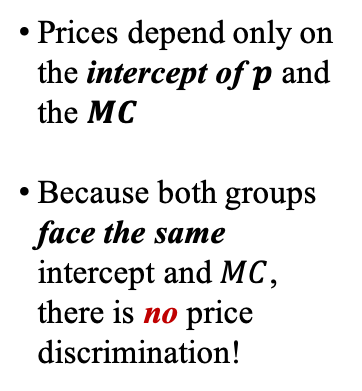 • Prices depend only on
the intercept of p and
the MC
• Because both groups
face the same
intercept and MC,
there is no price
discrimination!